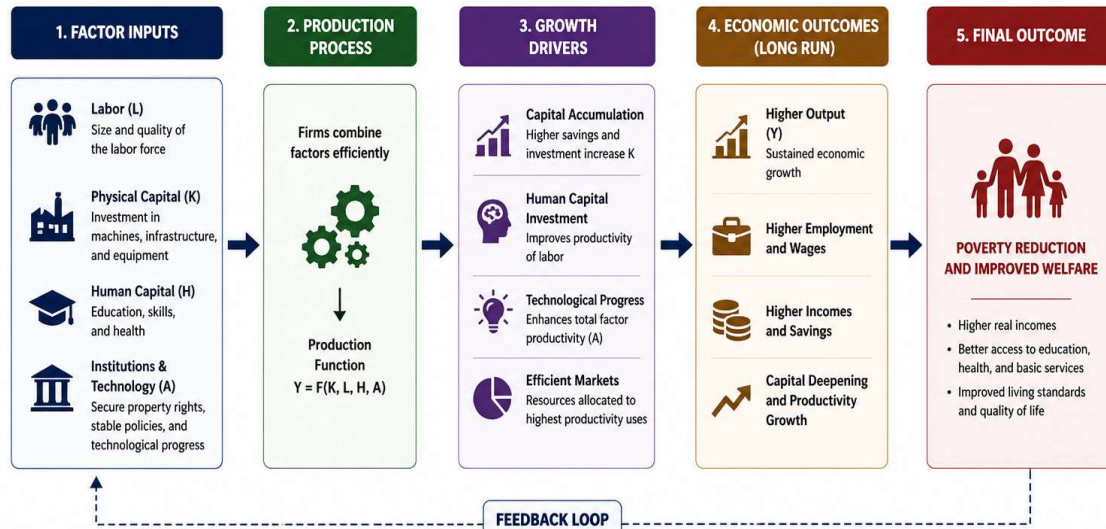 1. FACTOR INPUTS
Labor (L)
Size and quality of
the labor force
Physical Capital (K)
Investment in
machines, infrastructure,
and equipment
Human Capital (H)
Education, skills,
and health
Institutions &
Technology (A)
Secure property rights,
stable policies, and
technological progress
2. PRODUCTION
PROCESS
Firms combine
factors efficiently
Production
Function
Y = F(K, L, H, A)
3. GROWTH
DRIVERS
Capital Accumulation
Higher savings and
investment increase K
Human Capital
Investment
Improves productivity
of labor
Technological Progress
Enhances total factor
productivity (A)
Efficient Markets
Resources allocated to
highest productivity uses
4. ECONOMIC OUTCOMES
(LONG RUN)
Higher Output
(Y)
Sustained economic
growth
Higher Employment
and Wages
Higher Incomes
and Savings
Capital Deepening
and Productivity
Growth
5. FINAL OUTCOME
POVERTY REDUCTION
AND IMPROVED WELFARE
• Higher real incomes
• Better access to education,
health, and basic services
• Improved living standards
and quality of life
FEEDBACK LOOP